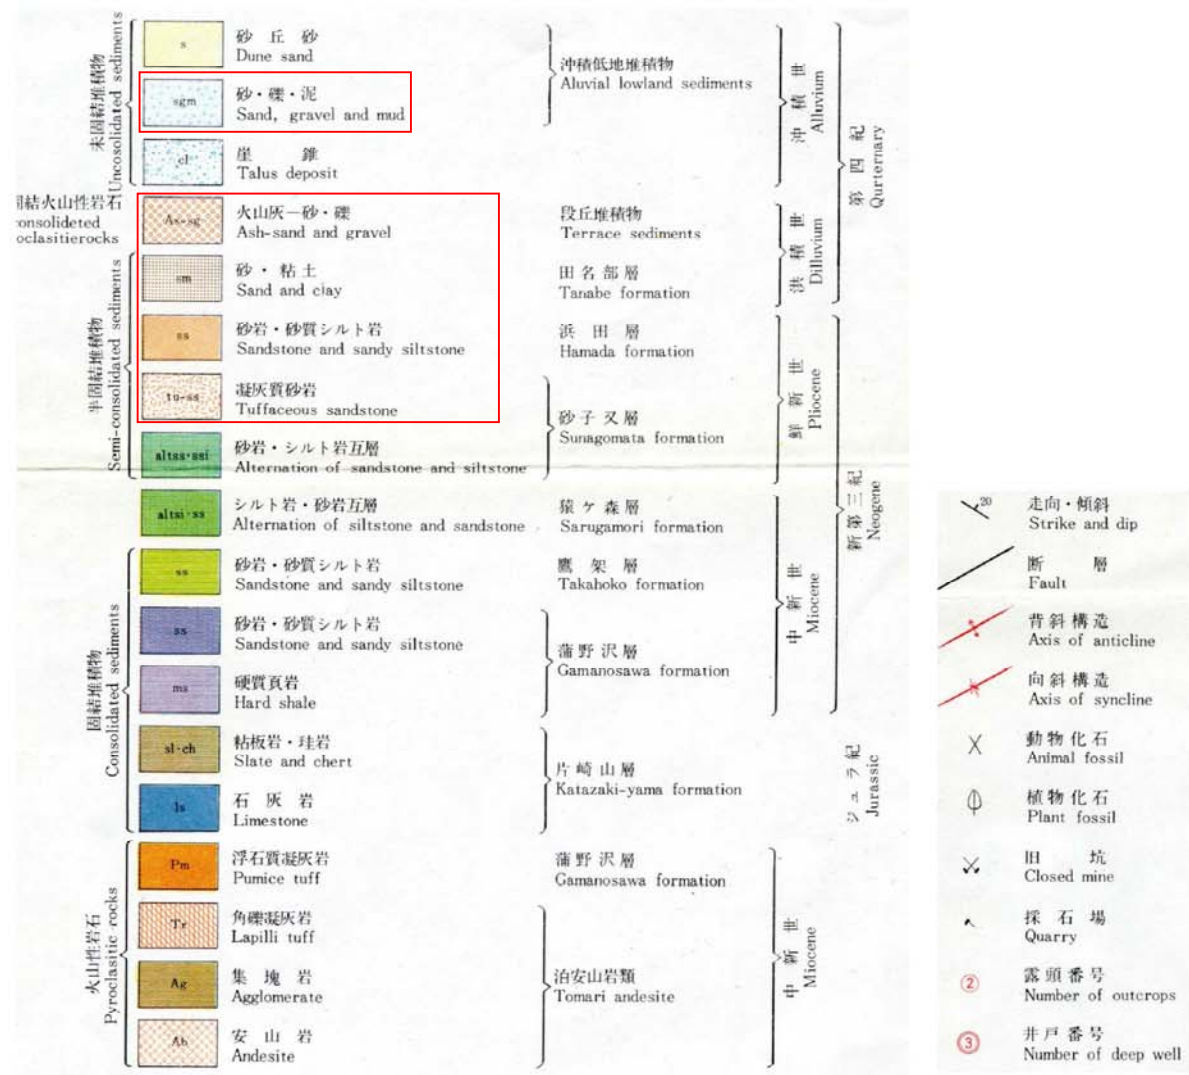 未固結堆積物
Uncosolidated sediments
s
砂丘砂
Dune sand
sgm
砂・礫・泥
Sand, gravel and mud
cl
崖錐
Talus deposit
沖積低地堆積物
Aluvial lowland sediments
沖積世
Alluvium
第四紀
Qurternary
固結火山性岩石
onsolideted
oclasitierocks
As-sg
火山灰−砂・礫
Ash-sand and gravel
段丘堆積物
Terrace sediments
洪積世
Dilluvium
半固結堆積物
Semi-consolidated sediments
sm
砂・粘土
Sand and clay
田名部層
Tanabe formation
ss
砂岩・砂質シルト岩
Sandstone and sandy siltstone
浜田層
Hamada formation
tu-ss
凝灰質砂岩
Tuffaceous sandstone
altss・ssi
砂岩・シルト岩互層
Alternation of sandstone and siltstone
砂子又層
Sunagomata formation
鮮新世
Pliocene
新第三紀
Neogene
altsi・ss
シルト岩・砂岩互層
Alternation of siltstone and sandstone
猿ケ森層
Sarugamori formation
固結堆積物
Consolidated sediments
ss
砂岩・砂質シルト岩
Sandstone and sandy siltstone
鷹架層
Takahoko formation
中新世
Miocene
ss
砂岩・砂質シルト岩
Sandstone and sandy siltstone
ms
硬質頁岩
Hard shale
蒲野沢層
Gamanosawa formation
sl-ch
粘板岩・珪岩
Slate and chert
ls
石灰岩
Limestone
片崎山層
Katazaki-yama formation
ジュラ紀
Jurassic
火山性岩石
Pyroclasitic rocks
Pm
浮石質凝灰岩
Pumice tuff
蒲野沢層
Gamanosawa formation
Tr
角礫凝灰岩
Lapilli tuff
Ag
集塊岩
Agglomerate
Ab
安山岩
Andesite
泊安山岩類
Tomari andesite
中新世
Miocene
20
走向・傾斜
Strike and dip
断層
Fault
背斜構造
Axis of anticline
向斜構造
Axis of syncline
動物化石
Animal fossil
植物化石
Plant fossil
旧坑
Closed mine
採石場
Quarry
②
露頭番号
Number of outcrops
③
井戸番号
Number of deep well